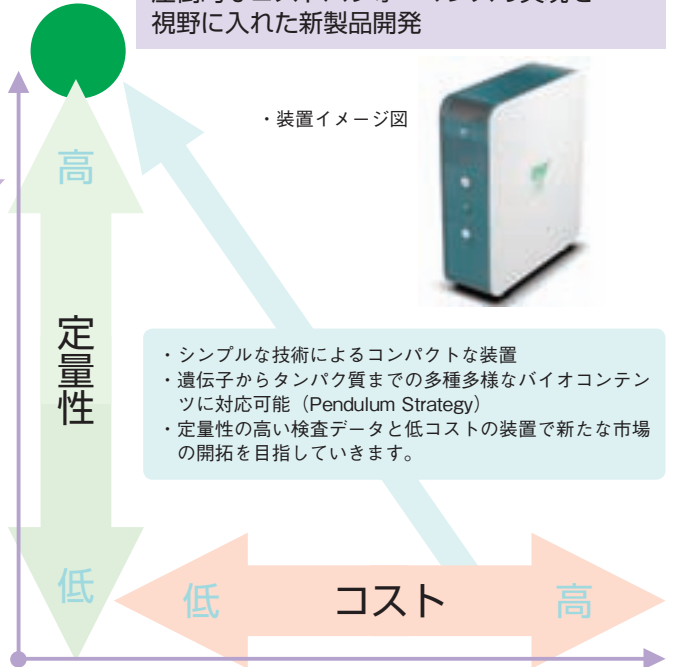 視野に入れた新製品開発
・装置イメージ図
高
定量性
・シンプルな技術によるコンパクトな装置
・遺伝子からタンパク質までの多種多様なバイオコンテン
ツに対応可能（Pendulum Strategy）
・定量性の高い検査データと低コストの装置で新たな市場
の開拓を目指していきます。
低
低
コスト
高